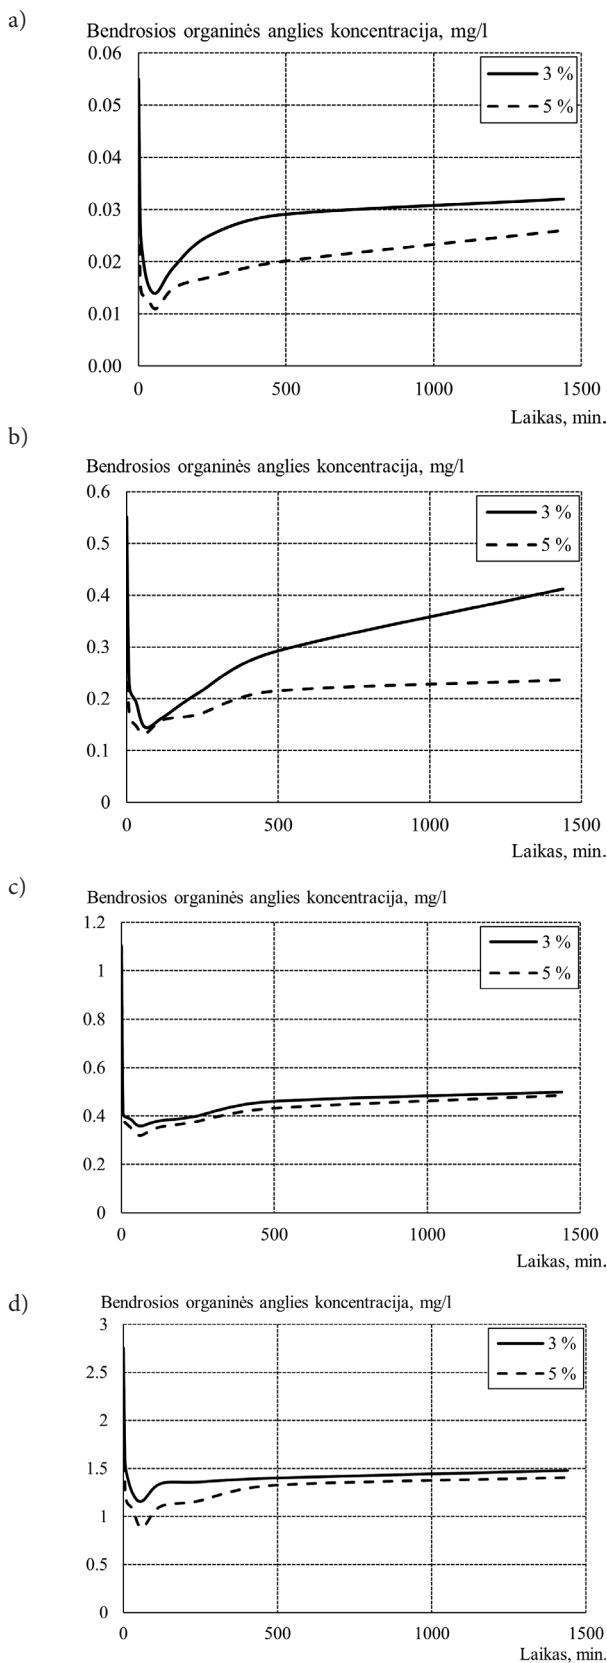 a)
Bendrosios organinės anglies koncentracija, mg/l
0.06
3 %
5 %
0.05
0.04
0.03
0.02
0.01
0.00
0 500 1000 1500
Laikas, min.
b)
Bendrosios organinės anglies koncentracija, mg/l
0.6
3 %
5 %
0.5
0.4
0.3
0.2
0.1
0
0 500 1000 1500
Laikas, min.
c)
Bendrosios organinės anglies koncentracija, mg/l
1.2
3 %
5 %
1
0.8
0.6
0.4
0.2
0
0 500 1000 1500
Laikas, min.
d)
Bendrosios organinės anglies koncentracija, mg/l
3
3 %
5 %
2.5
2
1.5
1
0.5
0
0 500 1000 1500
Laikas, min.